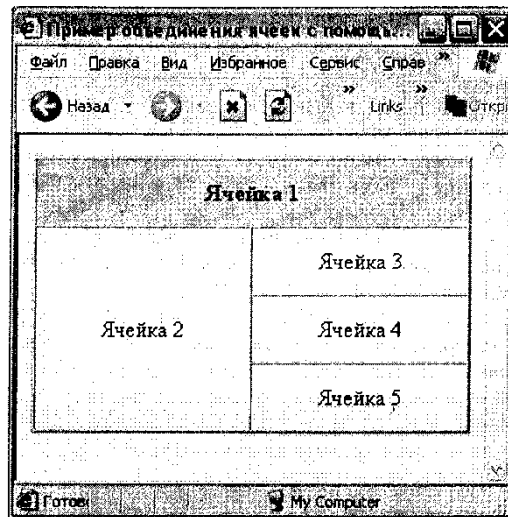 Пример объединения ячеек с помощь...
Файл Правка Вид Избранное Сервис Справ »
Назад » Links »
Ячейка 1
Ячейка 3
Ячейка 2 Ячейка 4
Ячейка 5
Готово My Computer